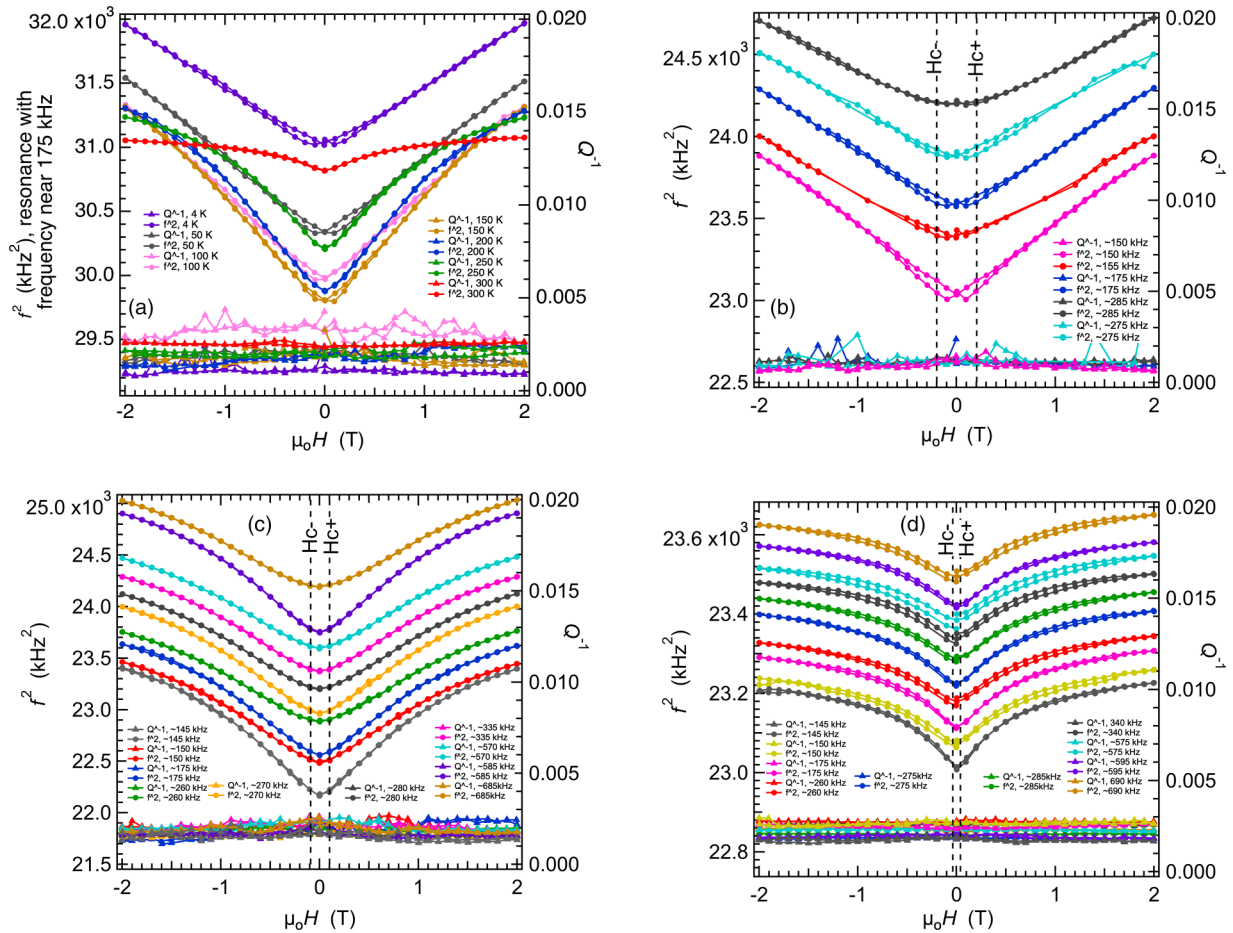 32.0 x10³
31.5
31.0
30.5
30.0
29.5
f² (kHz²), resonance with
frequency near 175 kHz
0.020
0.015
0.010
0.005
0.000
Q⁻¹
Q^-1, 4 K
f^2, 4 K
Q^-1, 50 K
f^2, 50 K
Q^-1, 100 K
f^2, 100 K
Q^-1, 150 K
f^2, 150 K
Q^-1, 200 K
f^2, 200 K
Q^-1, 250 K
f^2, 250 K
Q^-1, 300 K
f^2, 300 K
(a)
-2 -1 0 1 2
µₒH (T)
24.5 x10³
24.0
23.5
23.0
22.5
f² (kHz²)
Hc-
Hc+
0.020
0.015
0.010
0.005
0.000
Q⁻¹
Q^-1, ~150 kHz
f^2, ~150 kHz
f^2, ~155 kHz
Q^-1, ~175 kHz
f^2, ~175 kHz
Q^-1, ~285 kHz
f^2, ~285 kHz
Q^-1, ~275 kHz
f^2, ~275 kHz
(b)
-2 -1 0 1 2
µₒH (T)
25.0 x10³
24.5
24.0
23.5
23.0
22.5
22.0
21.5
f² (kHz²)
(c)
Hc-
Hc+
0.020
0.015
0.010
0.005
0.000
Q⁻¹
Q^-1, ~145 kHz
f^2, ~145 kHz
Q^-1, ~150 kHz
f^2, ~150 kHz
Q^-1, ~175 kHz
f^2, ~175 kHz
Q^-1, ~260 kHz
f^2, ~260 kHz
Q^-1, ~270 kHz
f^2, ~270 kHz
Q^-1, ~280 kHz
f^2, ~280 kHz
Q^-1, ~335 kHz
f^2, ~335 kHz
Q^-1, ~570 kHz
f^2, ~570 kHz
Q^-1, ~585 kHz
f^2, ~585 kHz
Q^-1, ~685kHz
f^2, ~685 kHz
-2 -1 0 1 2
µₒH (T)
23.6 x10³
23.4
23.2
23.0
22.8
f² (kHz²)
(d)
Hc-
Hc+
0.020
0.015
0.010
0.005
0.000
Q⁻¹
Q^-1, ~145 kHz
f^2, ~145 kHz
Q^-1, ~150 kHz
f^2, ~150 kHz
Q^-1, ~175 kHz
f^2, ~175 kHz
Q^-1, ~260 kHz
f^2, ~260 kHz
Q^-1, ~275kHz
f^2, ~275 kHz
Q^-1, ~285kHz
f^2, ~285kHz
Q^-1, 340 kHz
f^2, ~340 kHz
Q^-1, ~575 kHz
f^2, ~575 kHz
Q^-1, ~595 kHz
f^2, ~595 kHz
Q^-1, ~690 kHz
f^2, ~690 kHz
-2 -1 0 1 2
µₒH (T)